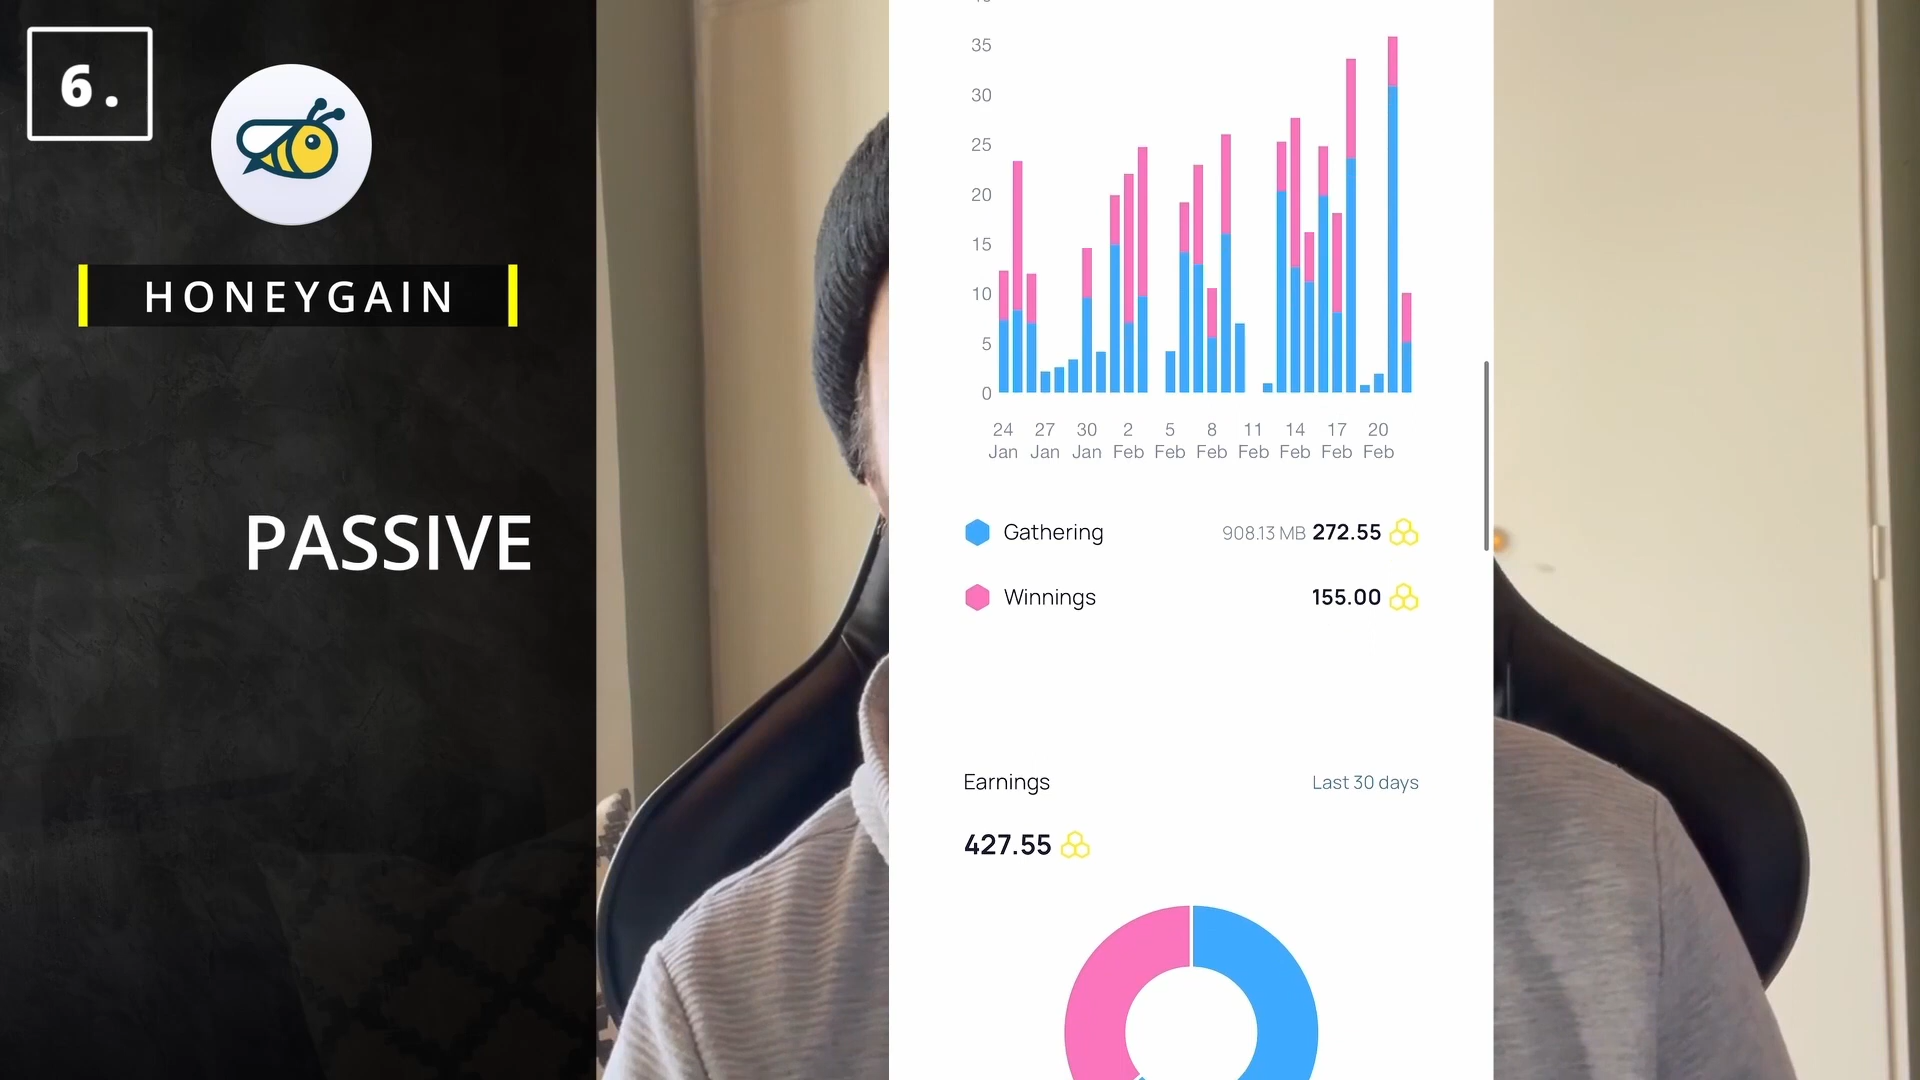 6.
HONEYGAIN
PASSIVE
35
30
25
20
15
10
5
0
24 27 30 2 5 8 11 14 17 20
Jan Jan Jan Feb Feb Feb Feb Feb Feb Feb
Gathering 908.13 MB 272.55
Winnings 155.00
Earnings Last 30 days
427.55